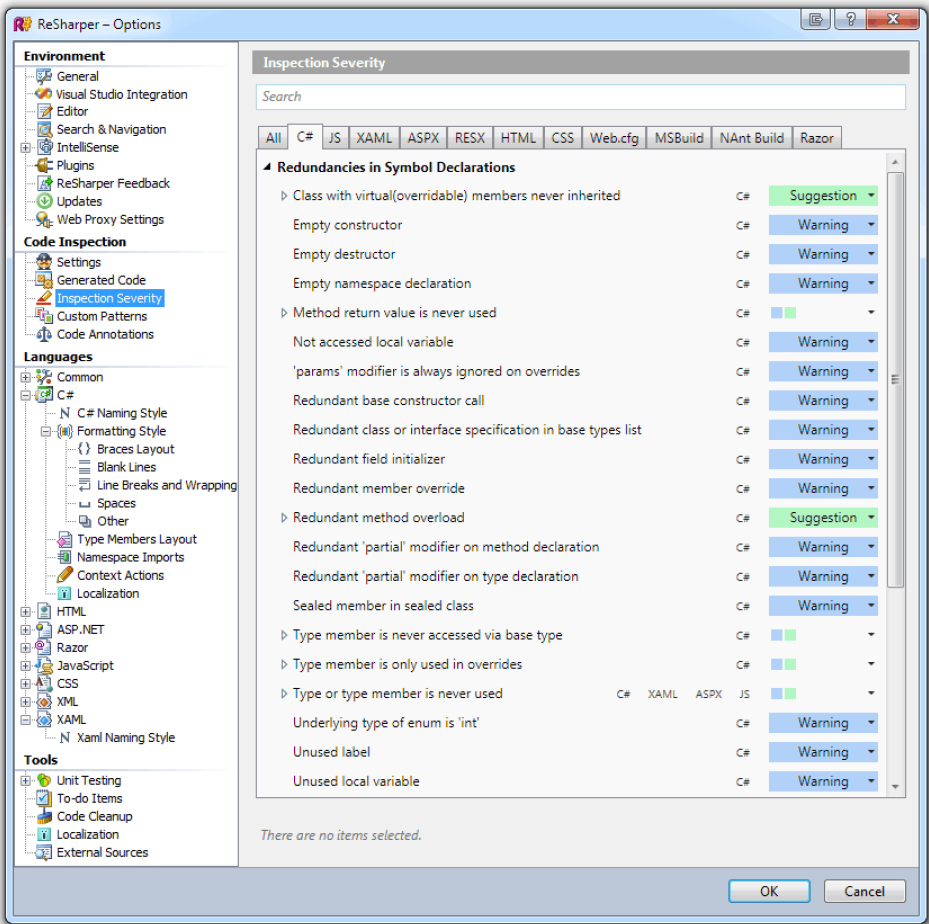 ReSharper – Options
Environment
General
Visual Studio Integration
Editor
Search & Navigation
IntelliSense
Plugins
ReSharper Feedback
Updates
Web Proxy Settings
Code Inspection
Settings
Generated Code
Inspection Severity
Custom Patterns
Code Annotations
Languages
Common
C#
C# Naming Style
Formatting Style
Braces Layout
Blank Lines
Line Breaks and Wrapping
Spaces
Other
Type Members Layout
Namespace Imports
Context Actions
Localization
HTML
ASP.NET
Razor
JavaScript
CSS
XML
XAML
Xaml Naming Style
Tools
Unit Testing
To-do Items
Code Cleanup
Localization
External Sources
Inspection Severity
Search
All C# JS XAML ASPX RESX HTML CSS Web.cfg MSBuild NAnt Build Razor
Redundancies in Symbol Declarations
Class with virtual(overridable) members never inherited C# Suggestion
Empty constructor C# Warning
Empty destructor C# Warning
Empty namespace declaration C# Warning
Method return value is never used C#
Not accessed local variable C# Warning
'params' modifier is always ignored on overrides C# Warning
Redundant base constructor call C# Warning
Redundant class or interface specification in base types list C# Warning
Redundant field initializer C# Warning
Redundant member override C# Warning
Redundant method overload C# Suggestion
Redundant 'partial' modifier on method declaration C# Warning
Redundant 'partial' modifier on type declaration C# Warning
Sealed member in sealed class C# Warning
Type member is never accessed via base type C#
Type member is only used in overrides C#
Type or type member is never used C# XAML ASPX JS
Underlying type of enum is 'int' C# Warning
Unused label C# Warning
Unused local variable C# Warning
There are no items selected.
OK Cancel